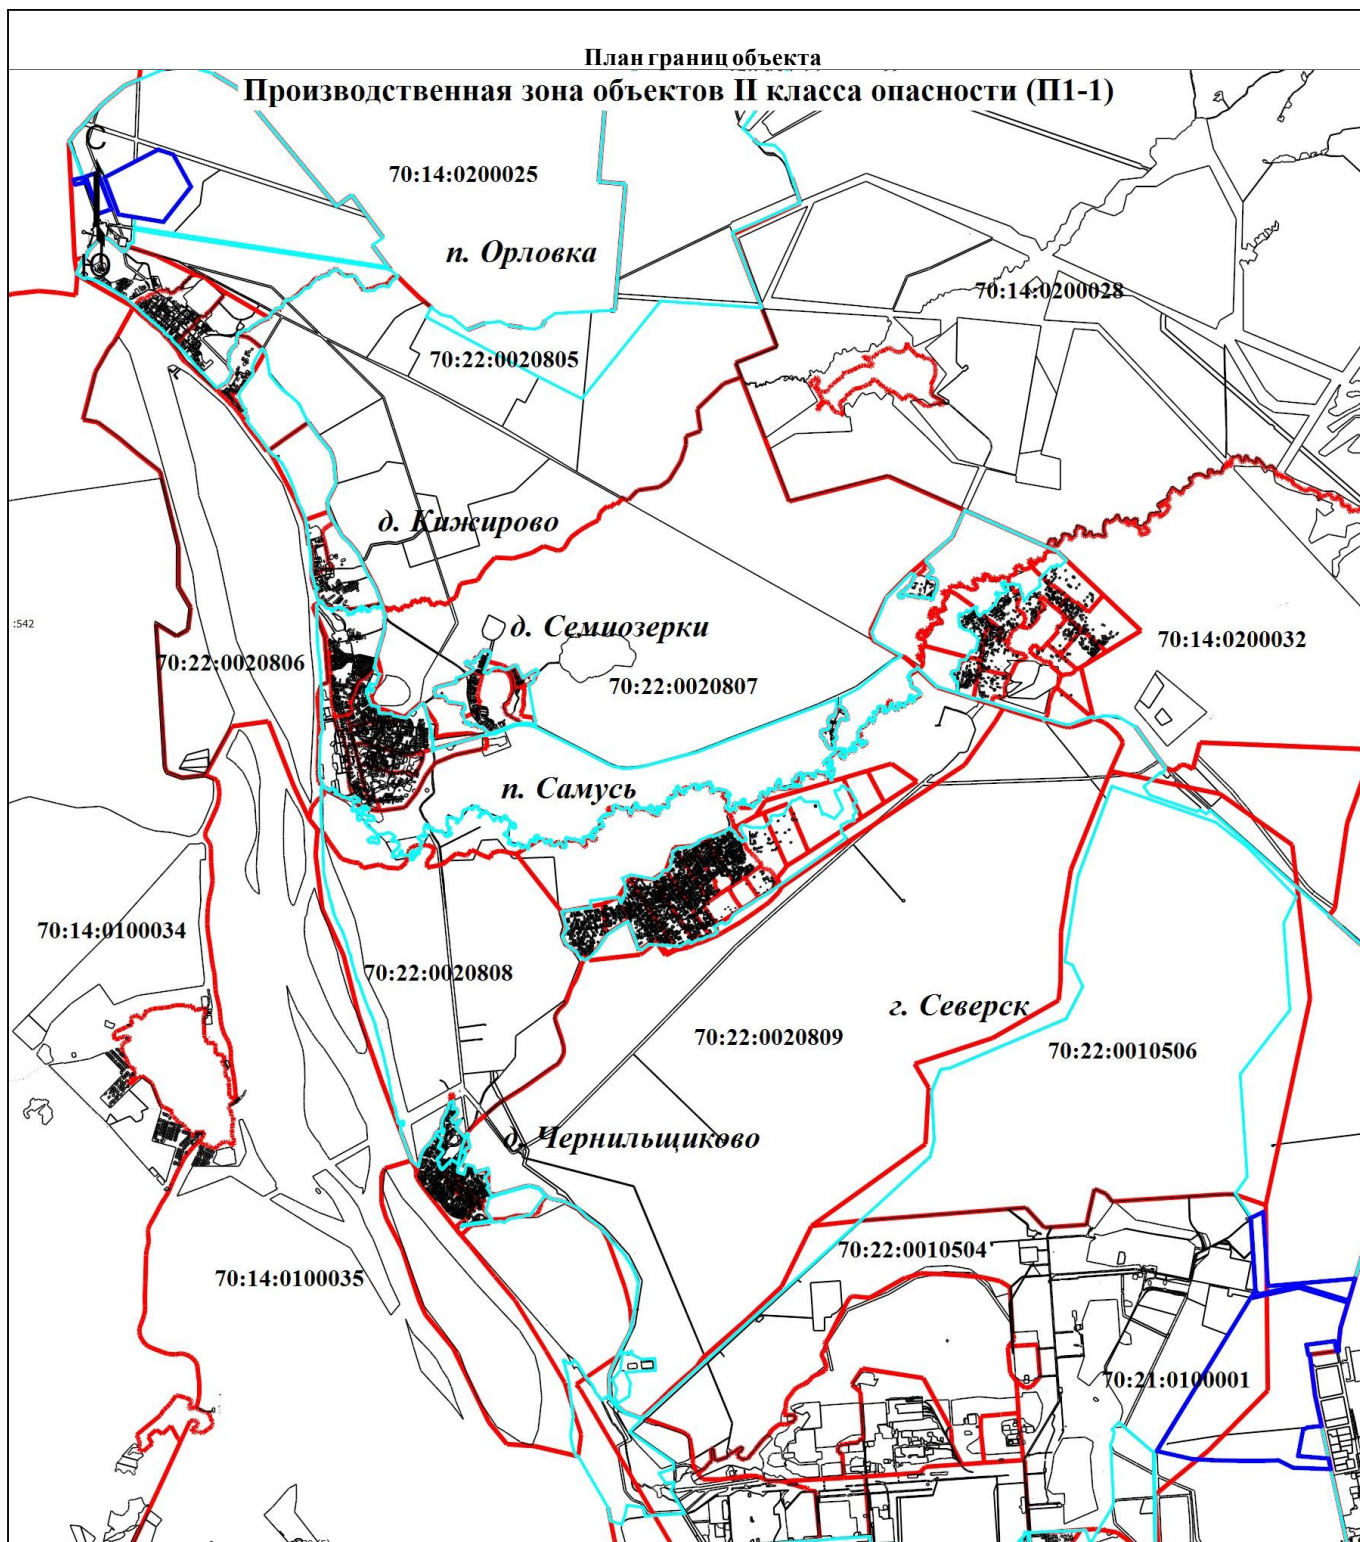 План границ объекта
Производственная зона объектов II класса опасности (П1-1)
С
70:14:0200025
п. Орловка
Ю
70:14:0200028
70:22:0020805
д. Кижирово
:542
д. Семиозерки
70:14:0200032
70:22:0020806
70:22:0020807
п. Самусь
70:14:0100034
70:22:0020808
г. Северск
70:22:0020809
70:22:0010506
д. Чернильщиково
70:22:0010504
70:14:0100035
70:21:0100001